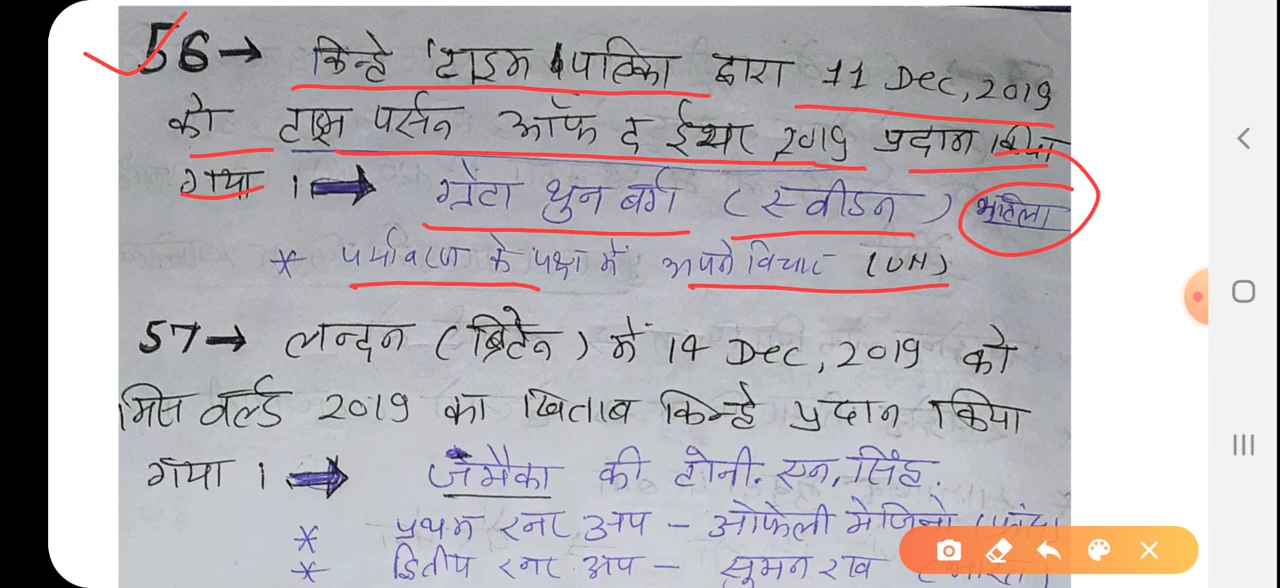 56→ किन्हे 'टाइम' पत्रिका द्वारा 11 Dec, 2019
को टाइम पर्सन ऑफ द ईयर 2019 प्रदान किया
गया । → ग्रेटा थुन बर्ग (स्वीडन) महिला
* पर्यावरण के पक्ष में अपने विचार (UN)
57→ लन्दन (ब्रिटेन) में 14 Dec, 2019 को
मिस वर्ल्ड 2019 का खिताब किन्हे प्रदान किया
गया । → जमैका की टोनी. एन. सिंह.
* प्रथम रनर अप – ओफेली मेजिनो
* द्वितीय रनर अप – सुमन राव (भारत)